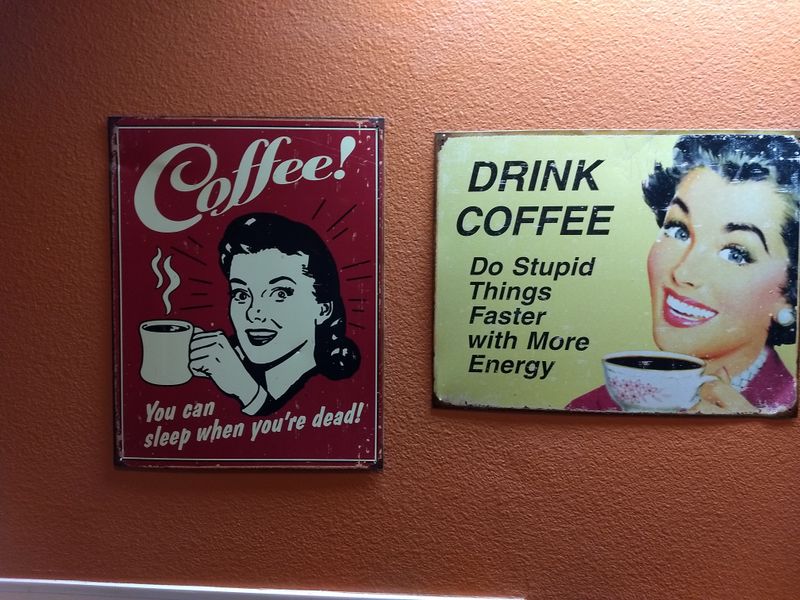 Coffee!
You can
sleep when you're dead!
DRINK
COFFEE
Do Stupid
Things
Faster
with More
Energy